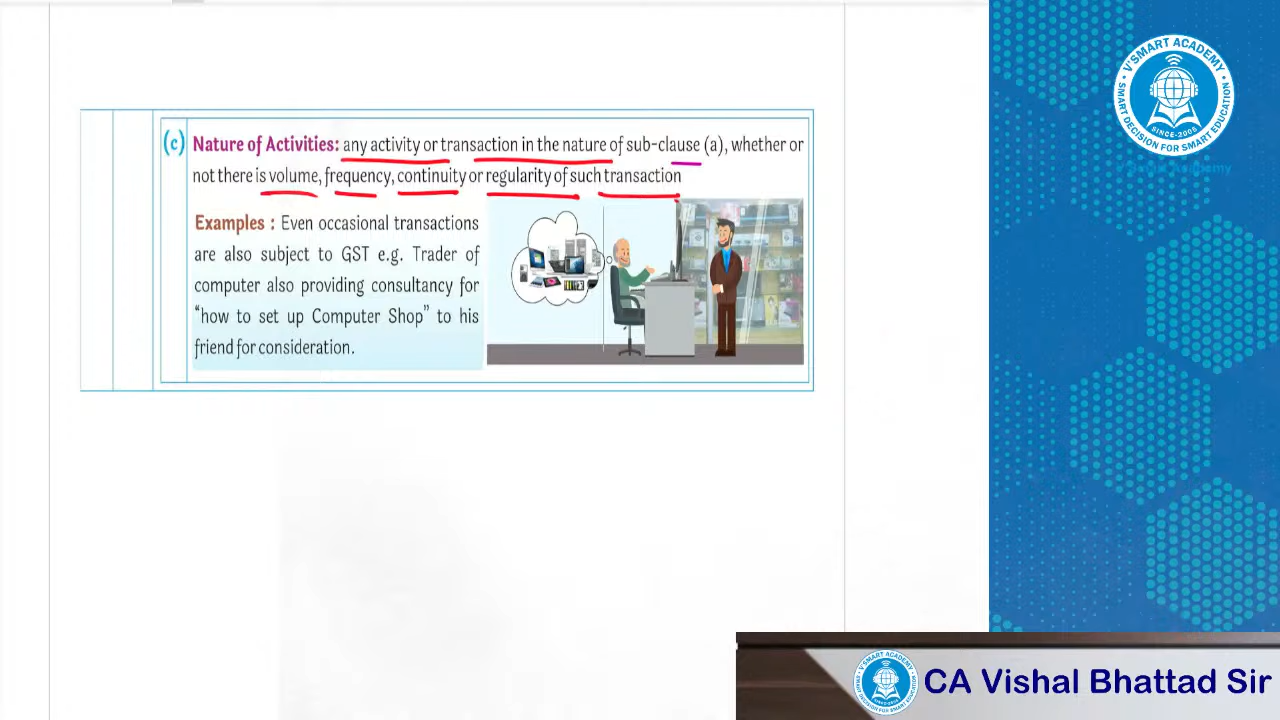 V'SMART ACADEMY
SINCE-2005
SMART DECISION FOR SMART EDUCATION
(c) Nature of Activities: any activity or transaction in the nature of sub-clause (a), whether or
not there is volume, frequency, continuity or regularity of such transaction
Examples : Even occasional transactions
are also subject to GST e.g. Trader of
computer also providing consultancy for
"how to set up Computer Shop" to his
friend for consideration.
V'SMART ACADEMY
CA Vishal Bhattad Sir